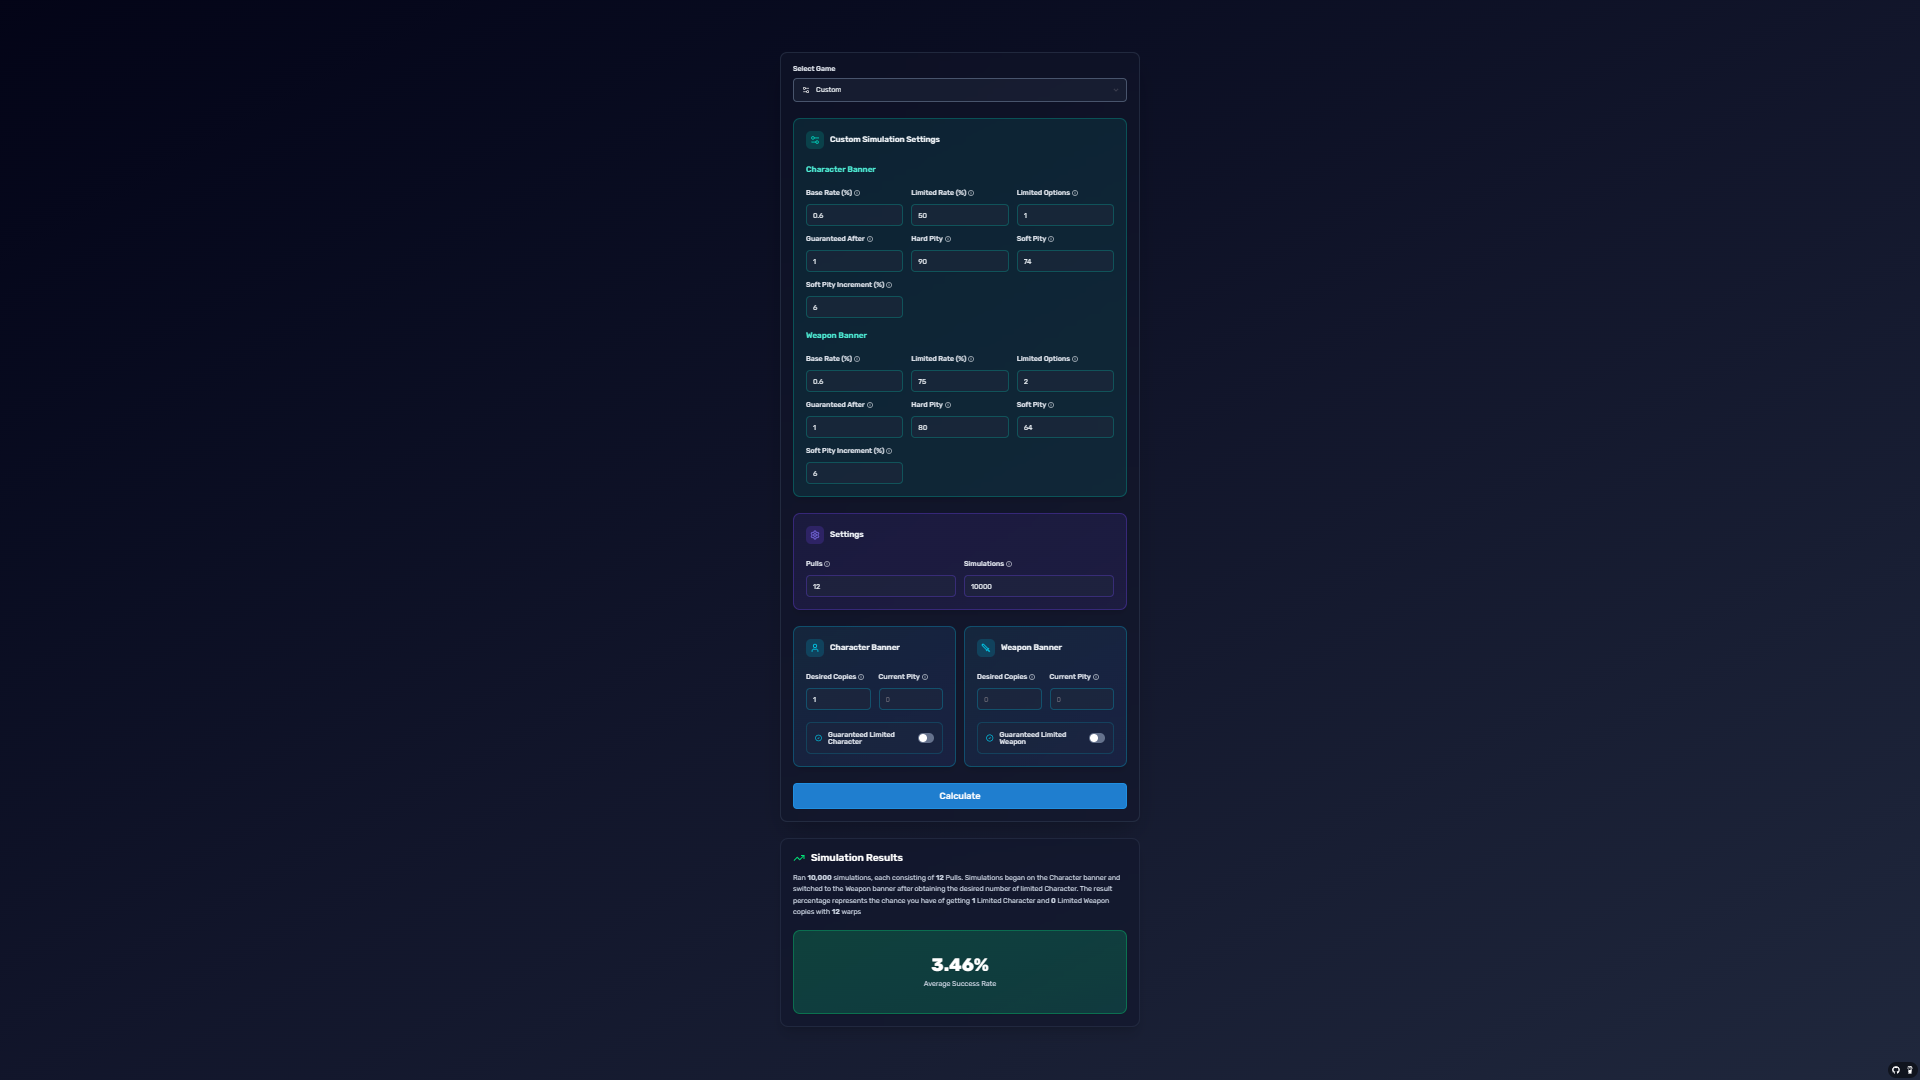 Select Game
Custom
Custom Simulation Settings
Character Banner
Base Rate (%) Limited Rate (%) Limited Options
0.6 50 1
Guaranteed After Hard Pity Soft Pity
1 90 74
Soft Pity Increment (%)
6
Weapon Banner
Base Rate (%) Limited Rate (%) Limited Options
0.6 75 2
Guaranteed After Hard Pity Soft Pity
1 80 64
Soft Pity Increment (%)
6
Settings
Pulls Simulations
12 10000
Character Banner
Desired Copies Current Pity
1 0
Guaranteed Limited
Character
Weapon Banner
Desired Copies Current Pity
0 0
Guaranteed Limited
Weapon
Calculate
Simulation Results
Ran 10,000 simulations, each consisting of 12 Pulls. Simulations began on the Character banner and
switched to the Weapon banner after obtaining the desired number of limited Character. The result
percentage represents the chance you have of getting 1 Limited Character and 0 Limited Weapon
copies with 12 warps
3.46%
Average Success Rate